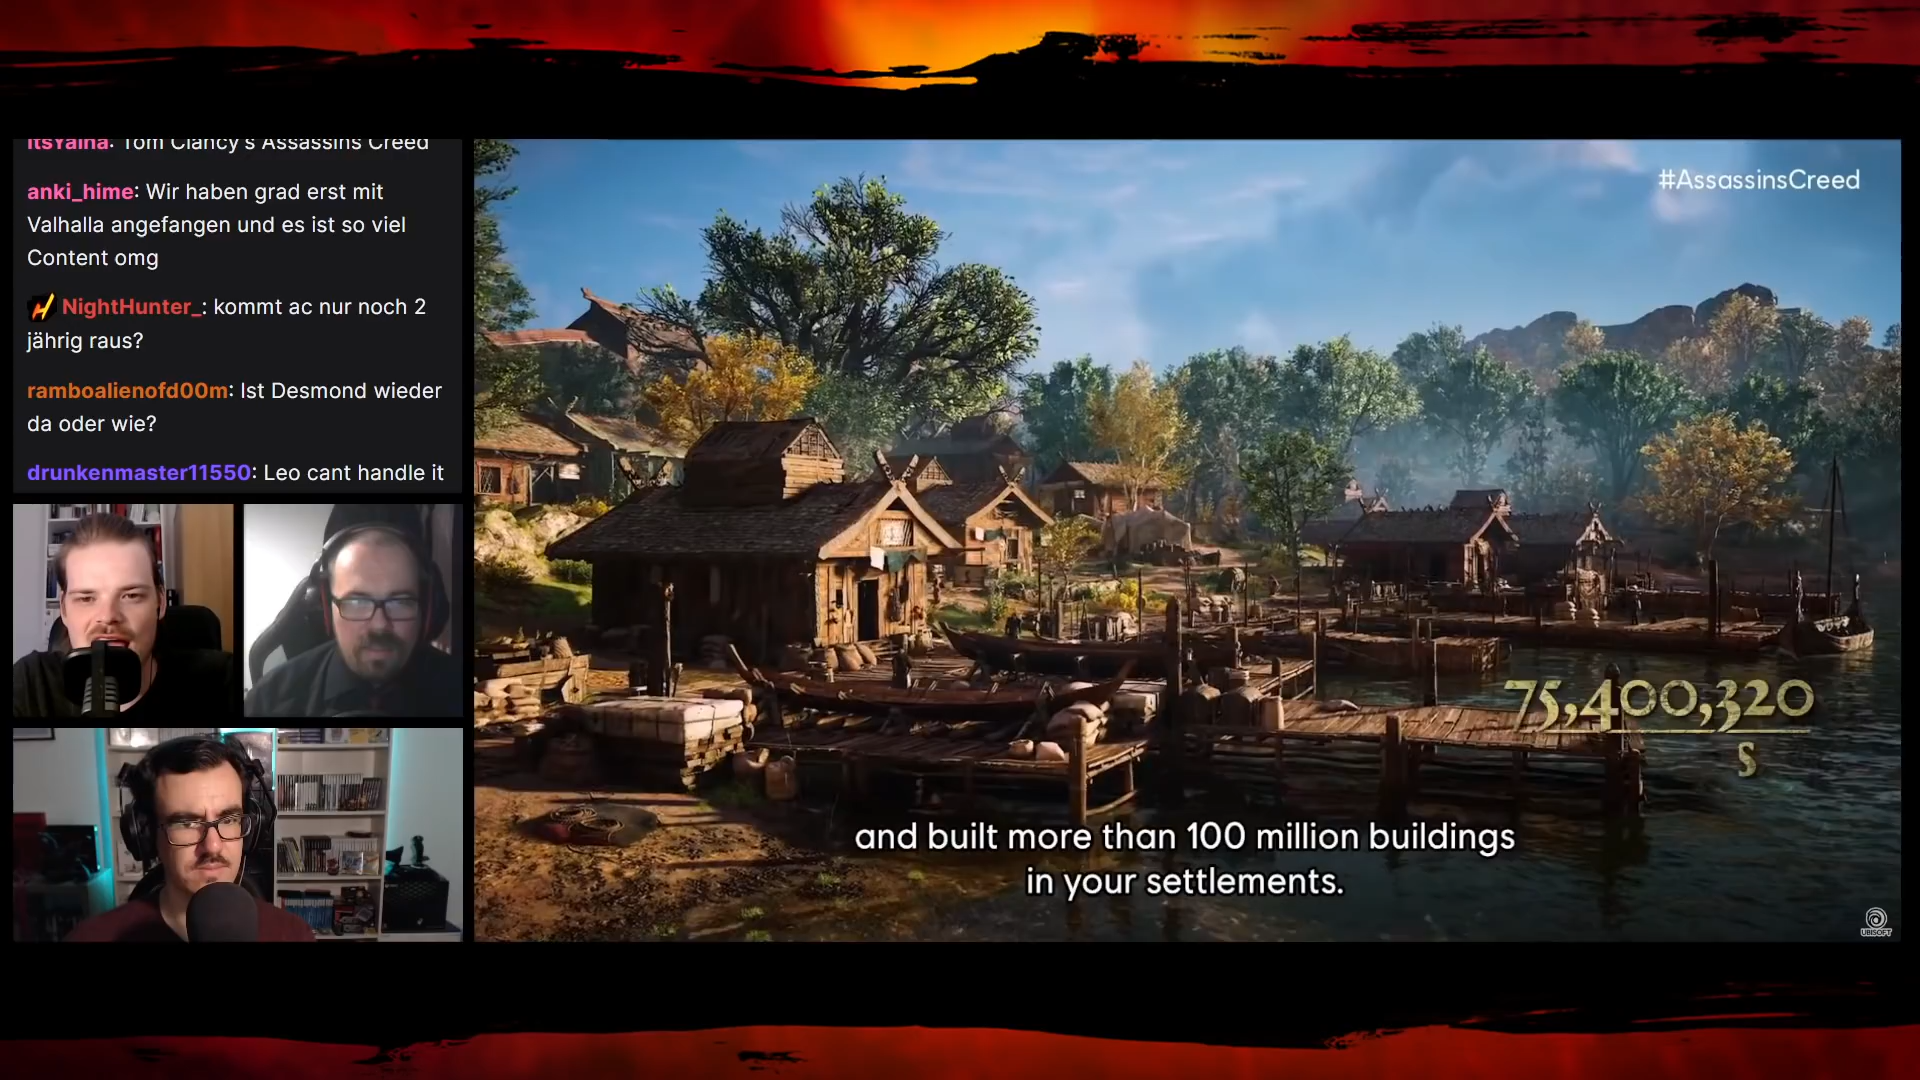 itsYaina: Tom Clancy's Assassins Creed
anki_hime: Wir haben grad erst mit
Valhalla angefangen und es ist so viel
Content omg
NightHunter_: kommt ac nur noch 2
jährig raus?
ramboalienofd00m: Ist Desmond wieder
da oder wie?
drunkenmaster11550: Leo cant handle it
#AssassinsCreed
75,400,320
S
and built more than 100 million buildings
in your settlements.
UBISOFT